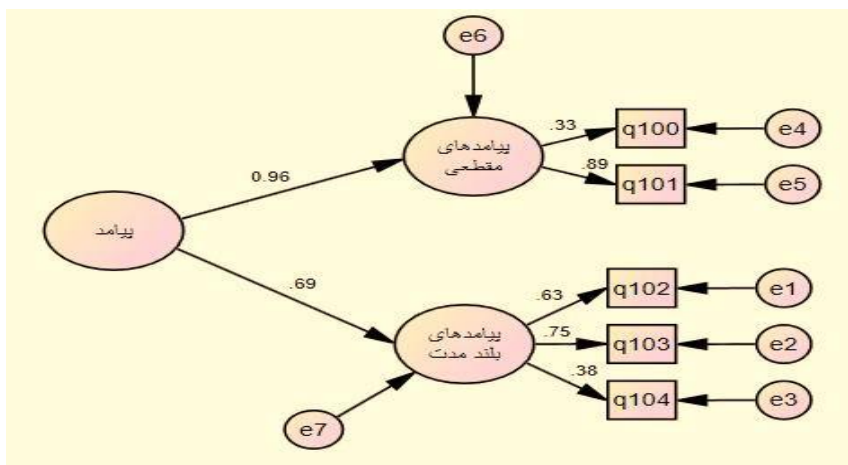 e6
پیامدهای
مقطعی
.33
q100
e4
.89
q101
e5
0.96
پیامد
.69
پیامدهای
بلند مدت
.63
q102
e1
.75
q103
e2
.38
q104
e3
e7